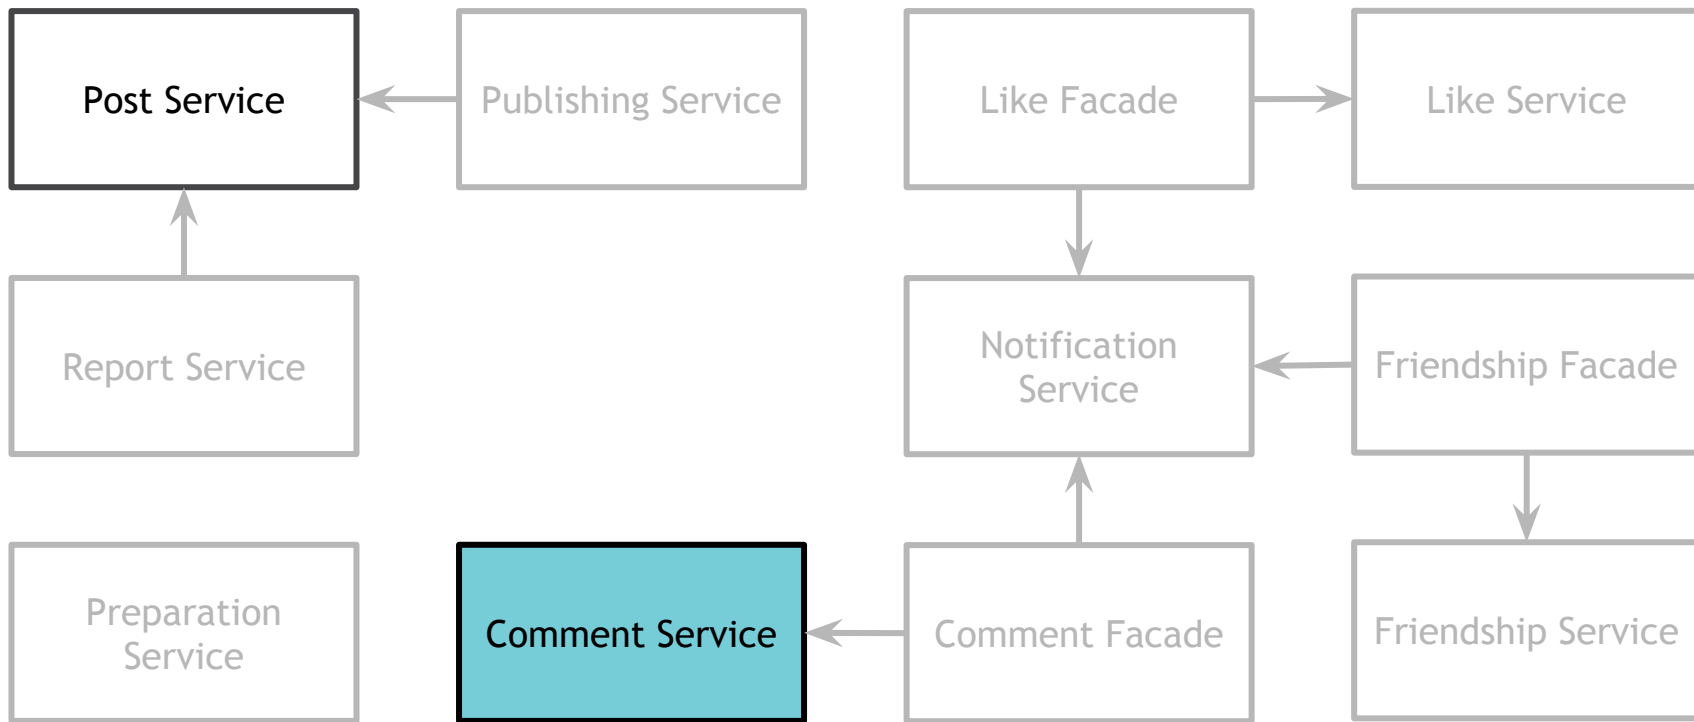 Post Service
Publishing Service
Like Facade
Like Service
Report Service
Notification
Service
Friendship Facade
Preparation
Service
Comment Service
Comment Facade
Friendship Service